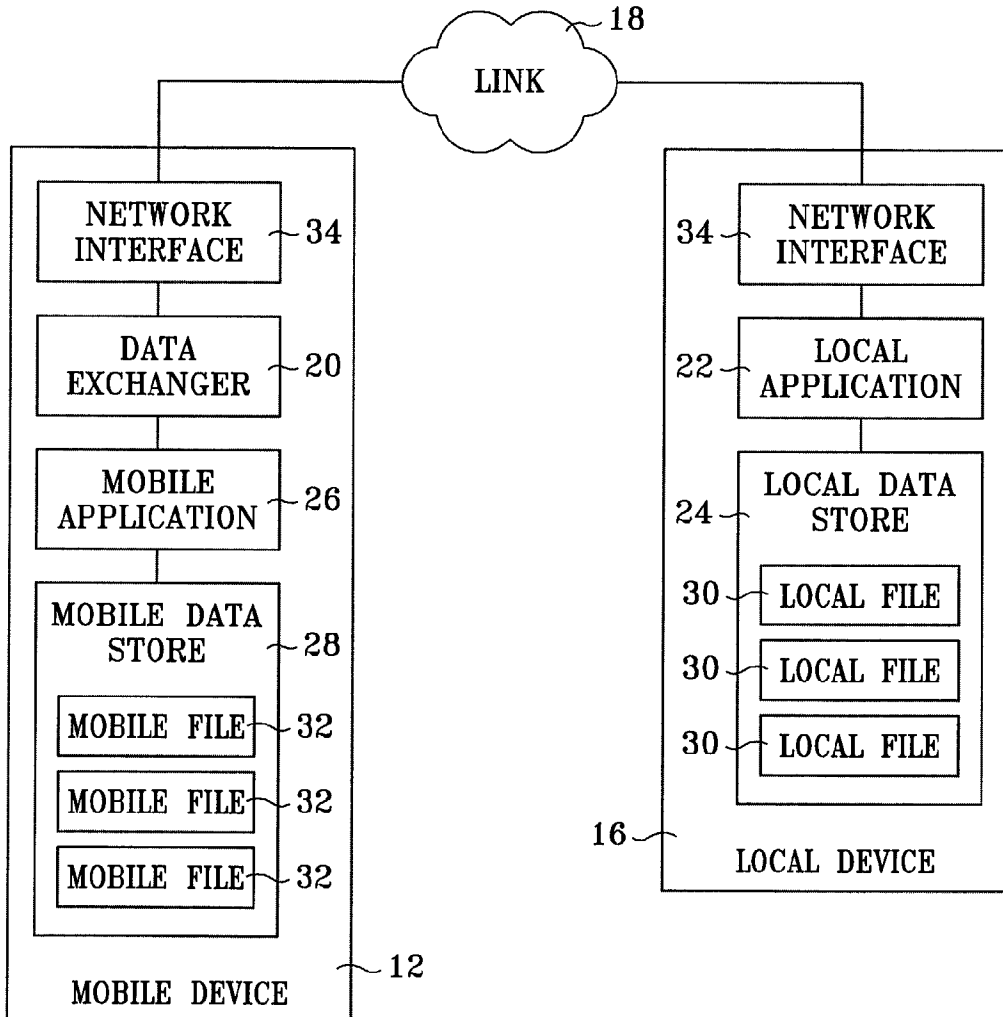 18
LINK
NETWORK
INTERFACE
34
DATA
EXCHANGER
20
MOBILE
APPLICATION
26
MOBILE DATA
STORE
28
MOBILE FILE
32
MOBILE FILE
32
MOBILE FILE
32
12
MOBILE DEVICE
34
NETWORK
INTERFACE
22
LOCAL
APPLICATION
24
LOCAL DATA
STORE
30
LOCAL FILE
30
LOCAL FILE
30
LOCAL FILE
16
LOCAL DEVICE